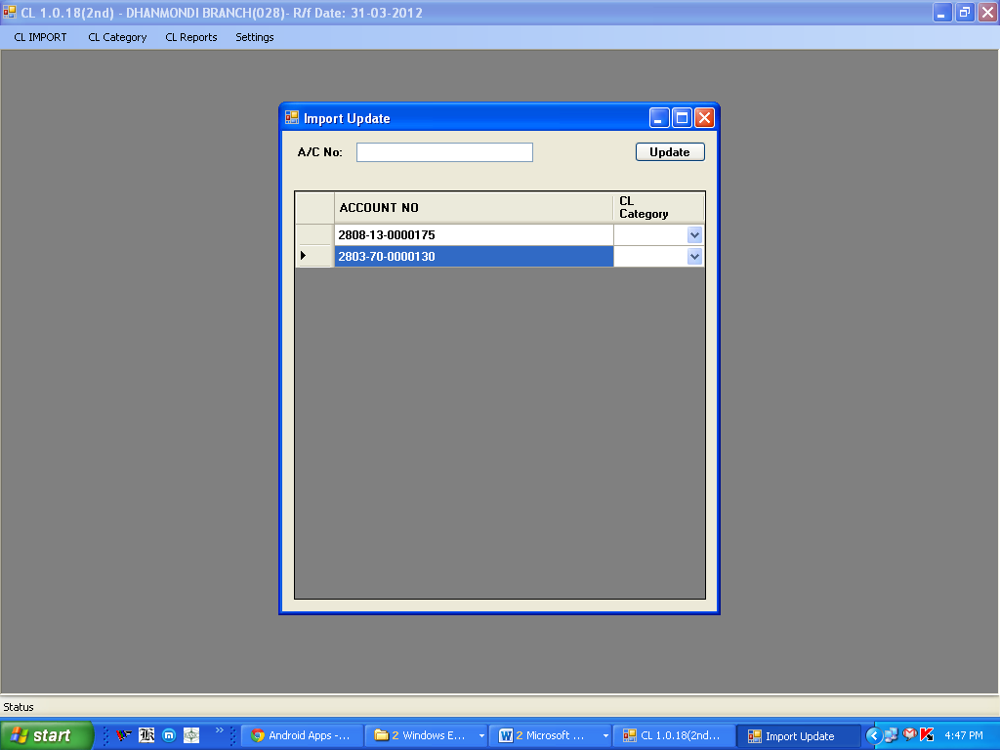 CL 1.0.18(2nd) - DHANMONDI BRANCH(028)- R/f Date: 31-03-2012
CL IMPORT CL Category CL Reports Settings
Import Update
A/C No: Update
ACCOUNT NO CL Category
2808-13-0000175
2803-70-0000130
Status
start Android Apps -... 2 Windows E... 2 Microsoft ... CL 1.0.18(2nd... Import Update 4:47 PM